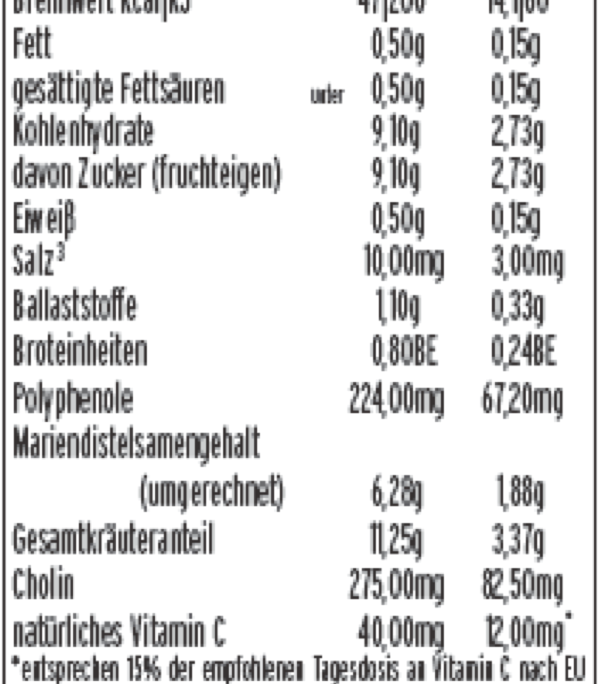 Brennwert kcal/kJ 47/200 14,1/60
Fett 0,50g 0,15g
gesättigte Fettsäuren unter 0,50g 0,15g
Kohlenhydrate 9,10g 2,73g
davon Zucker (fruchteigen) 9,10g 2,73g
Eiweiß 0,50g 0,15g
Salz³ 10,00mg 3,00mg
Ballaststoffe 1,10g 0,33g
Broteinheiten 0,80BE 0,24BE
Polyphenole 224,00mg 67,20mg
Mariendistelsamengehalt
(umgerechnet) 6,28g 1,88g
Gesamtkräuteranteil 11,25g 3,37g
Cholin 275,00mg 82,50mg
natürliches Vitamin C 40,00mg 12,00mg*
*entsprechen 15% der empfohlenen Tagesdosis an Vitamin C nach EU